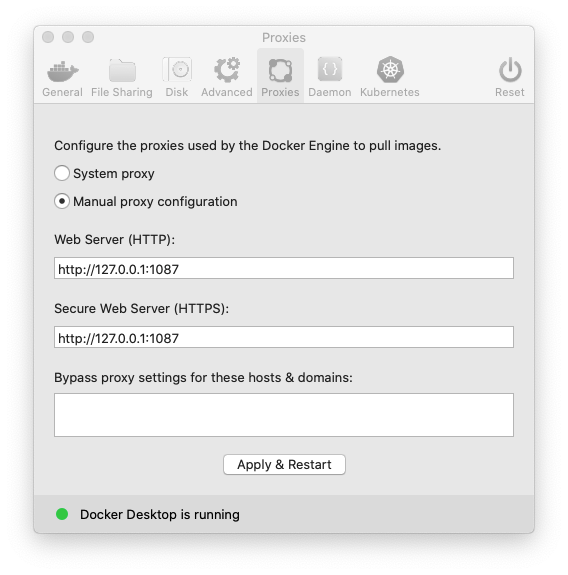 Proxies
General
File Sharing
Disk
Advanced
Proxies
Daemon
Kubernetes
Reset
Configure the proxies used by the Docker Engine to pull images.
System proxy
Manual proxy configuration
Web Server (HTTP):
http://127.0.0.1:1087
Secure Web Server (HTTPS):
http://127.0.0.1:1087
Bypass proxy settings for these hosts & domains:
Apply & Restart
Docker Desktop is running